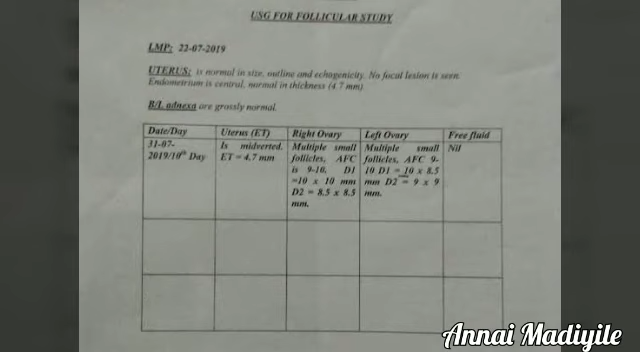 USG FOR FOLLICULAR STUDY
LMP: 22-07-2019
UTERUS: is normal in size, outline and echogenicity. No focal lesion is seen.
Endometrium is central, normal in thickness (4.7 mm).
B/L adnexa are grossly normal.
Date/Day Uterus (ET) Right Ovary Left Ovary Free fluid
31-07- Is midverted. Multiple small Multiple small Nil
2019/10th Day ET = 4.7 mm follicles, AFC follicles, AFC 9-
is 9-10, D1 10 D1 = 10 x 8.5
=10 x 10 mm mm D2 = 9 x 9
D2 = 8.5 x 8.5 mm.
mm.
Annai Madiyile